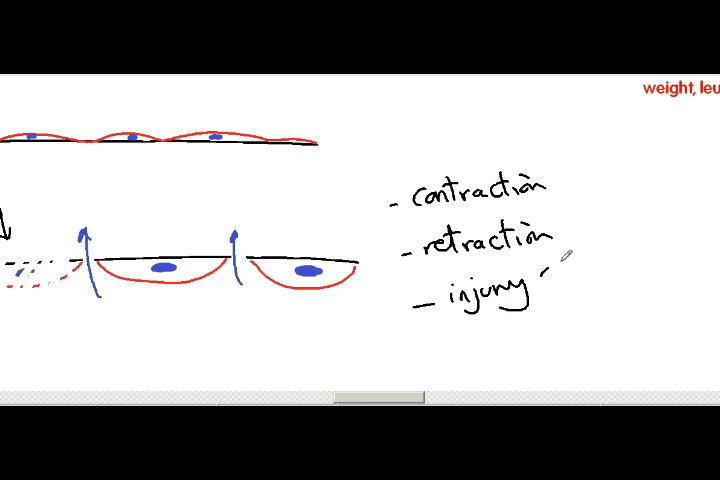 weight, leu
- contraction
- retraction
- injury